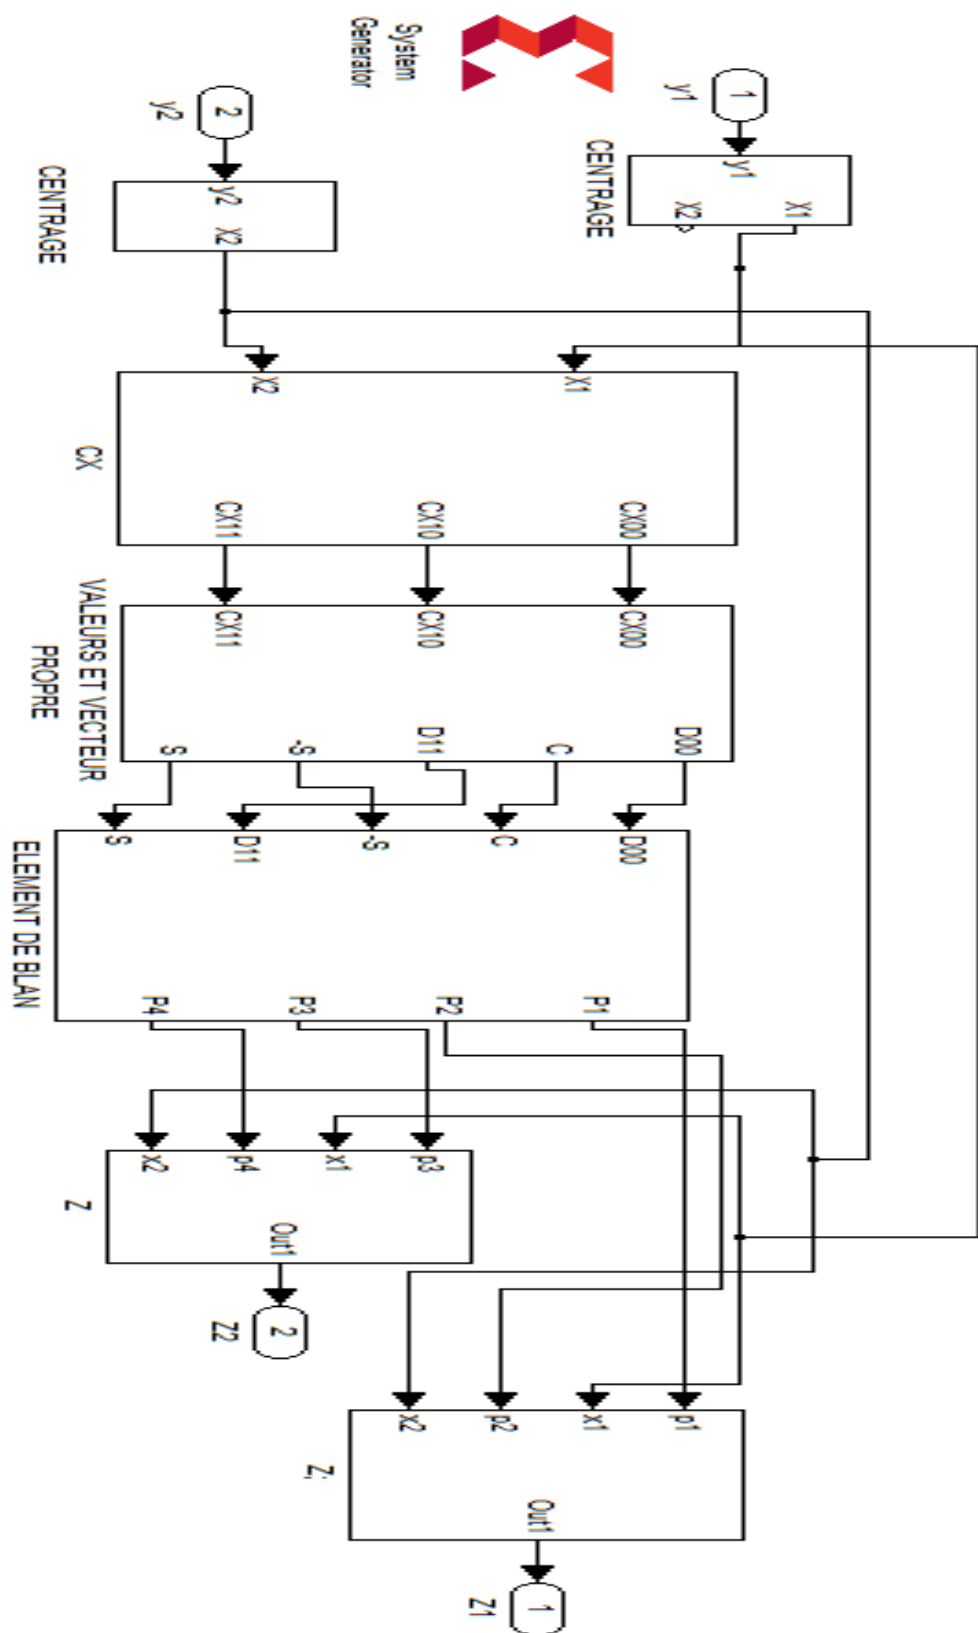 System
Generator
1
y1
y1
X1
X2
CENTRAGE
2
y2
y2
X2
CENTRAGE
X1
X2
CX00
CX10
CX11
CX
CX00
CX10
CX11
D00
C
D11
-S
S
VALEURS ET VECTEUR
PROPRE
D00
C
-S
D11
S
P1
P2
P3
P4
ELEMENT DE BLAN
p3
x1
p4
x2
Out1
Z
2
Z2
p1
x1
p2
x2
Out1
Z;
1
Z1